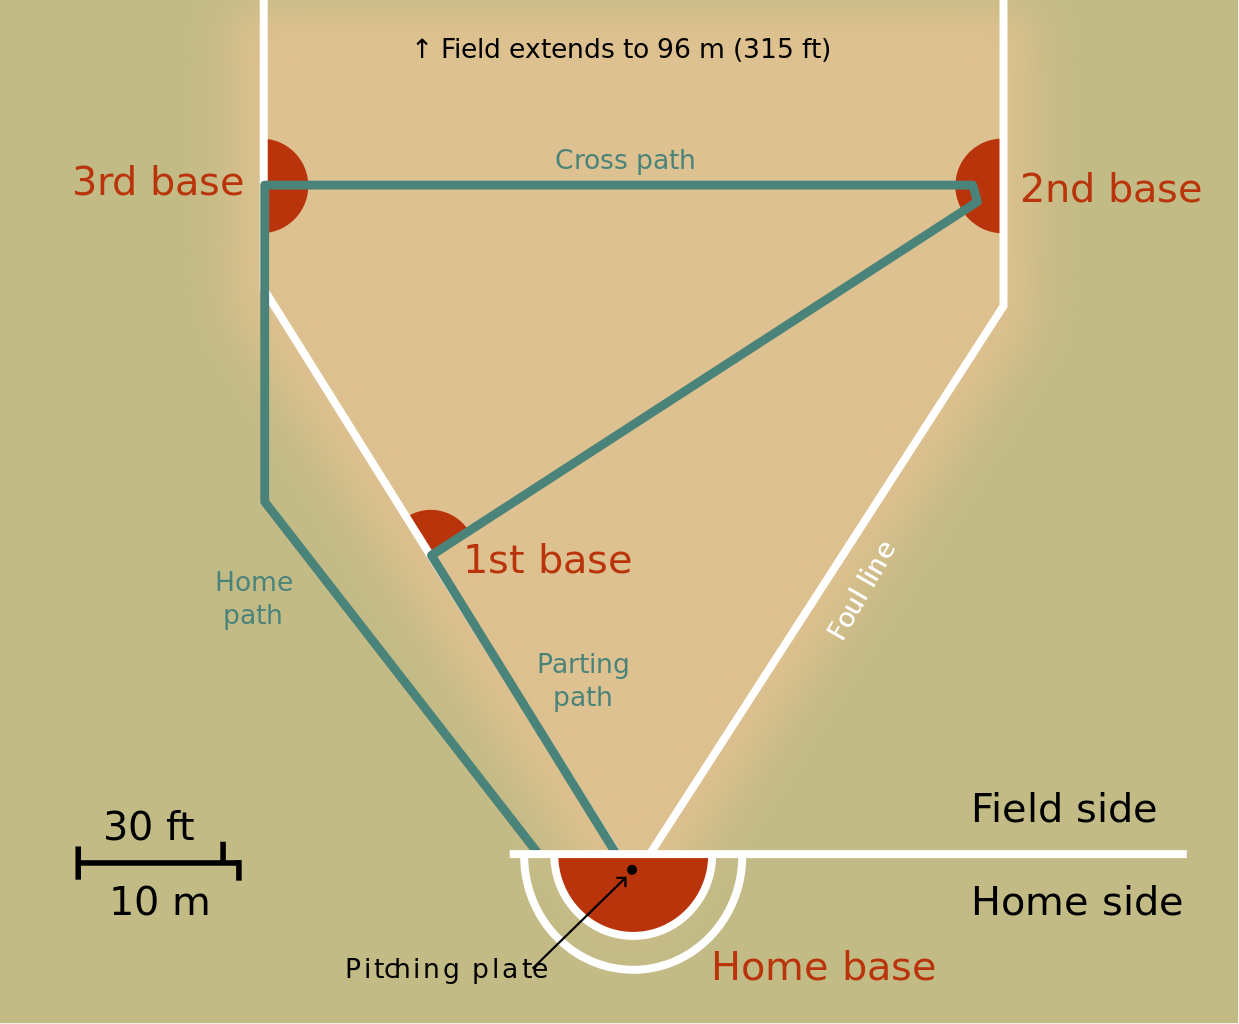 ↑ Field extends to 96 m (315 ft)
Cross path
3rd base
2nd base
1st base
Home
path
Foul line
Parting
path
30 ft
10 m
Field side
Home side
Pitching plate
Home base